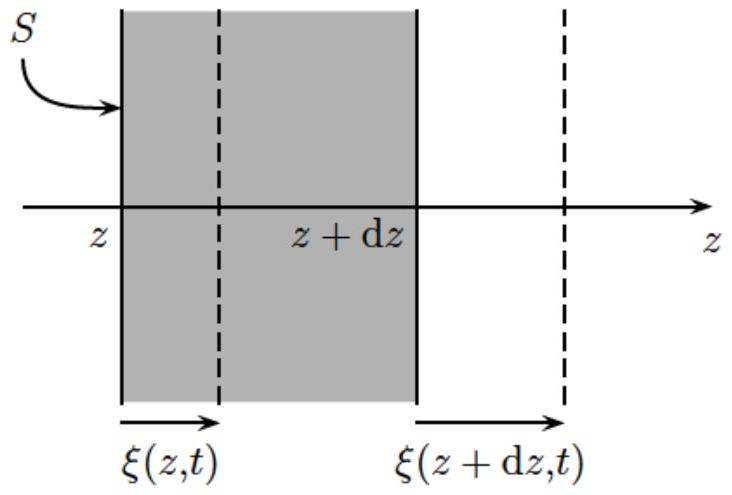 S
z
z + dz
z
ξ(z,t)
ξ(z + dz,t)